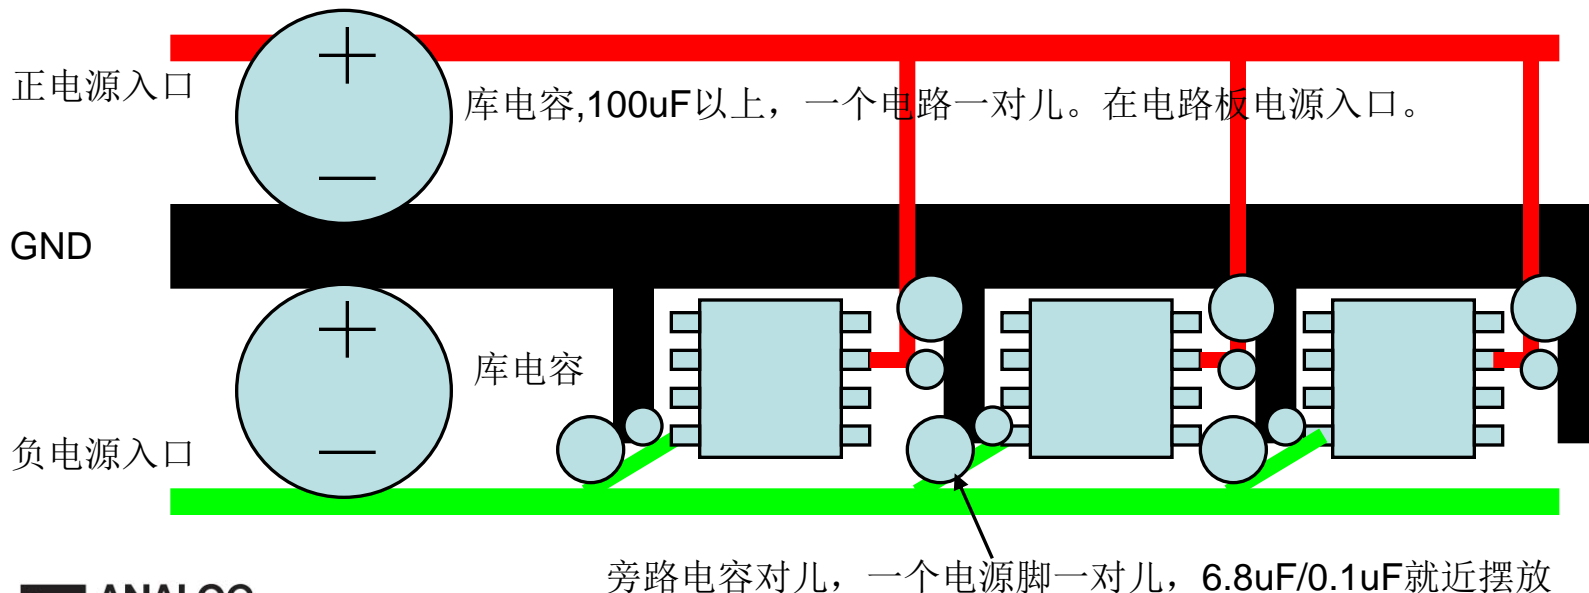 正电源入口
库电容,100uF以上，一个电路一对儿。在电路板电源入口。
GND
库电容
负电源入口
旁路电容对儿，一个电源脚一对儿，6.8uF/0.1uF就近摆放
ANALOG